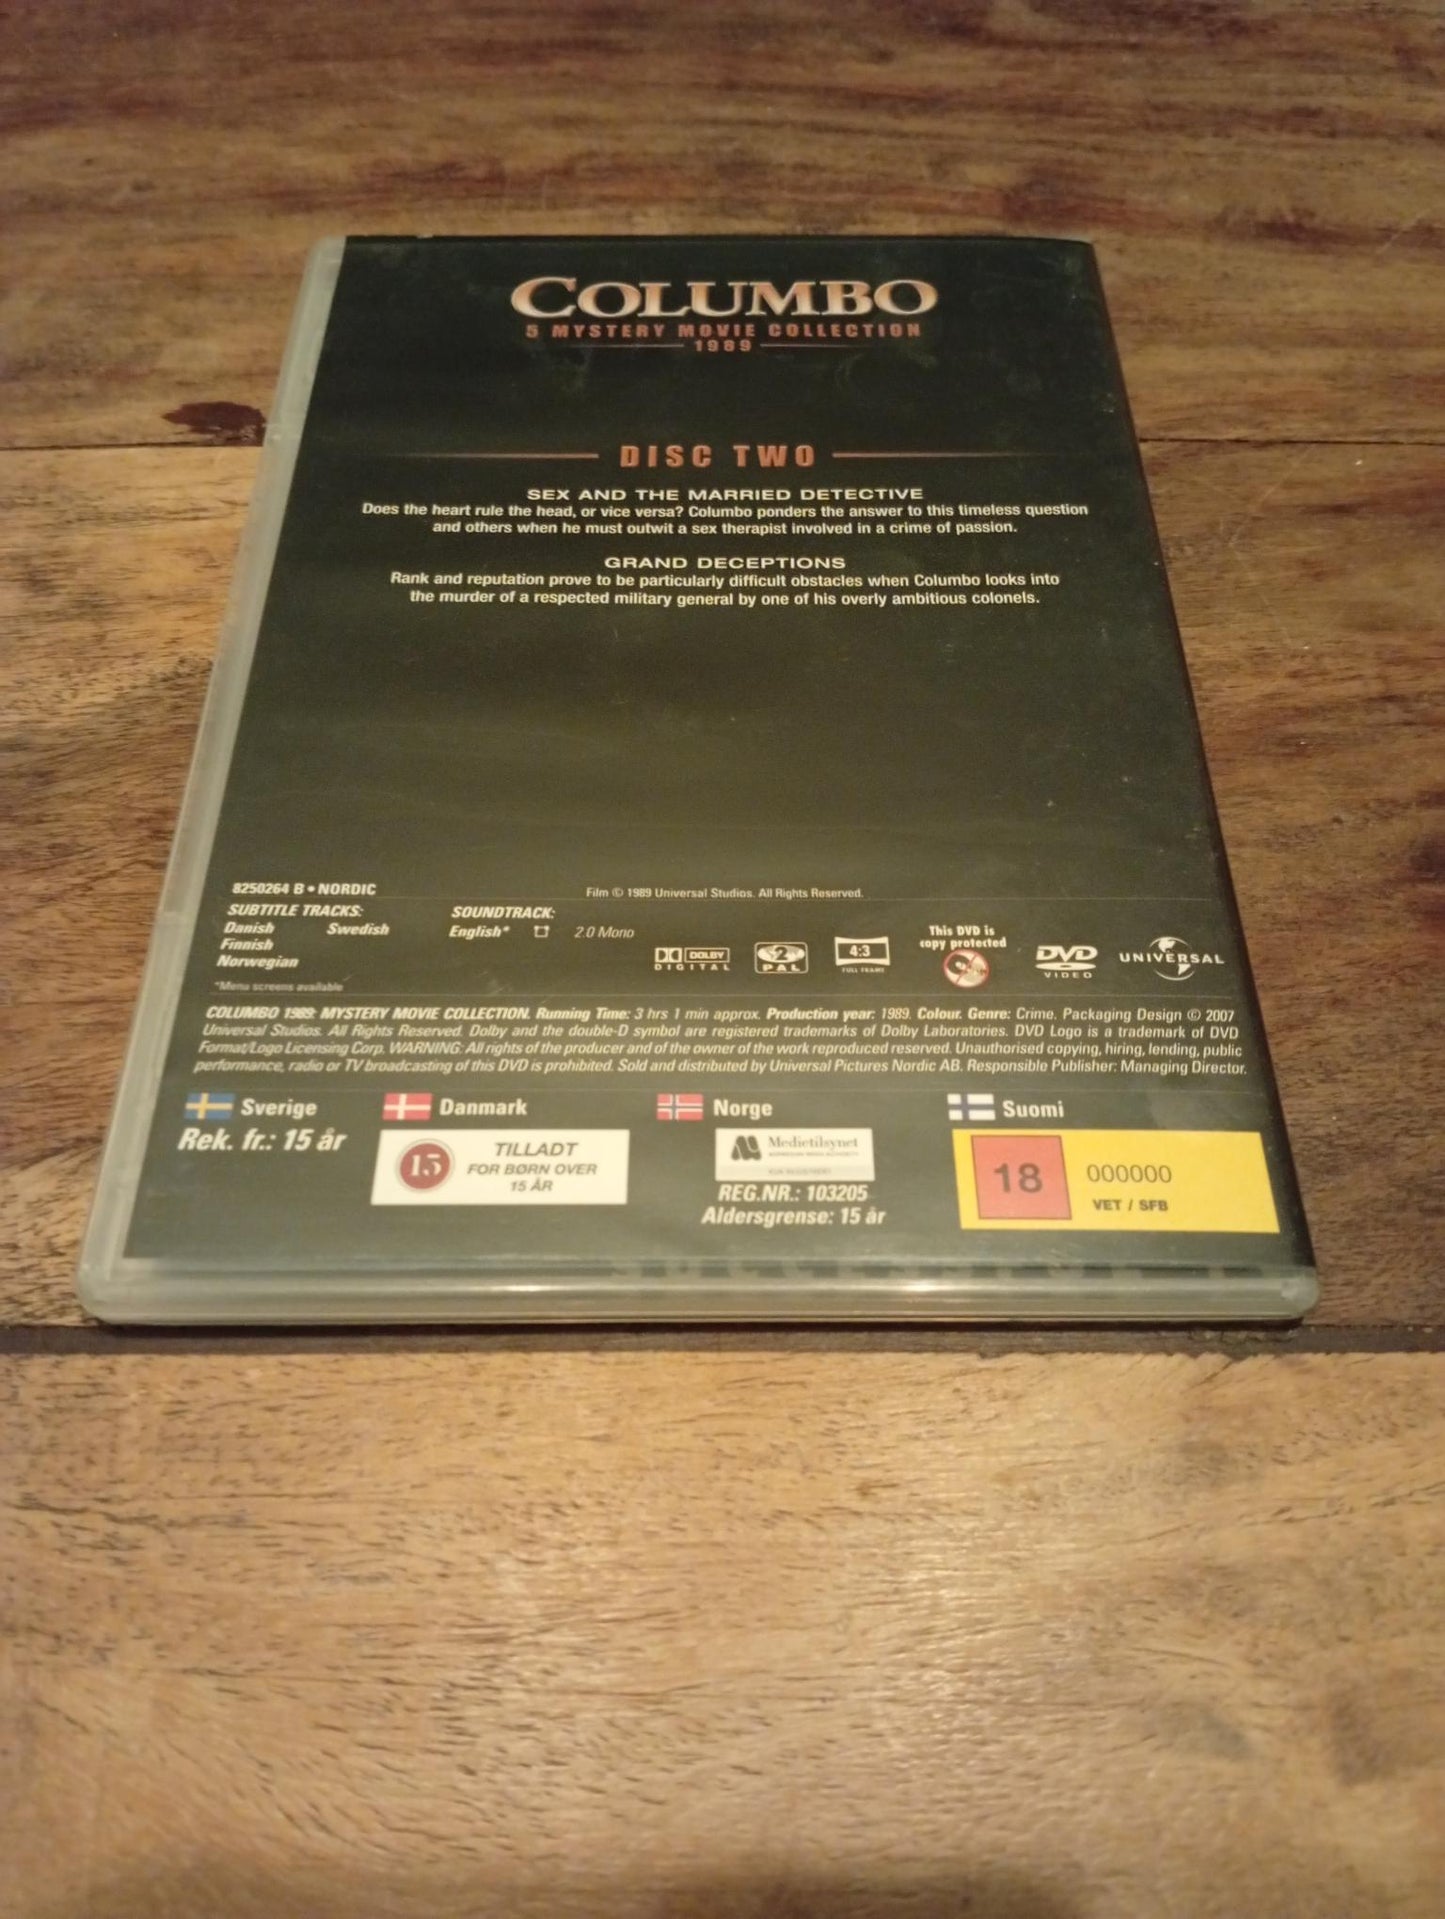 COLUMBO
5 MYSTERY MOVIE COLLECTION
1989
DISC TWO
SEX AND THE MARRIED DETECTIVE
Does the heart rule the head, or vice versa? Columbo ponders the answer to this timeless question
and others when he must outwit a sex therapist involved in a crime of passion.
GRAND DECEPTIONS
Rank and reputation prove to be particularly difficult obstacles when Columbo looks into
the murder of a respected military general by one of his overly ambitious colonels.
8250264 B • NORDIC
Film © 1989 Universal Studios. All Rights Reserved.
SUBTITLE TRACKS:
Danish Swedish
Finnish
Norwegian
*Menu screens available
SOUNDTRACK:
English* 2.0 Mono
DOLBY
DIGITAL
2
PAL
4:3
FULL FRAME
This DVD is
copy protected
DVD
VIDEO
UNIVERSAL
COLUMBO 1989: MYSTERY MOVIE COLLECTION. Running Time: 3 hrs 1 min approx. Production year: 1989. Colour. Genre: Crime. Packaging Design © 2007
Universal Studios. All Rights Reserved. Dolby and the double-D symbol are registered trademarks of Dolby Laboratories. DVD Logo is a trademark of DVD
Format/Logo Licensing Corp. WARNING: All rights of the producer and of the owner of the work reproduced reserved. Unauthorised copying, hiring, lending, public
performance, radio or TV broadcasting of this DVD is prohibited. Sold and distributed by Universal Pictures Nordic AB. Responsible Publisher: Managing Director.
Sverige
Rek. fr.: 15 år
Danmark
15
TILLADT
FOR BØRN OVER
15 ÅR
Norge
Medietilsynet
NORWEGIAN MEDIA AUTHORITY
KUN REGISTRERT
REG.NR.: 103205
Aldersgrense: 15 år
Suomi
18
000000
VET / SFB